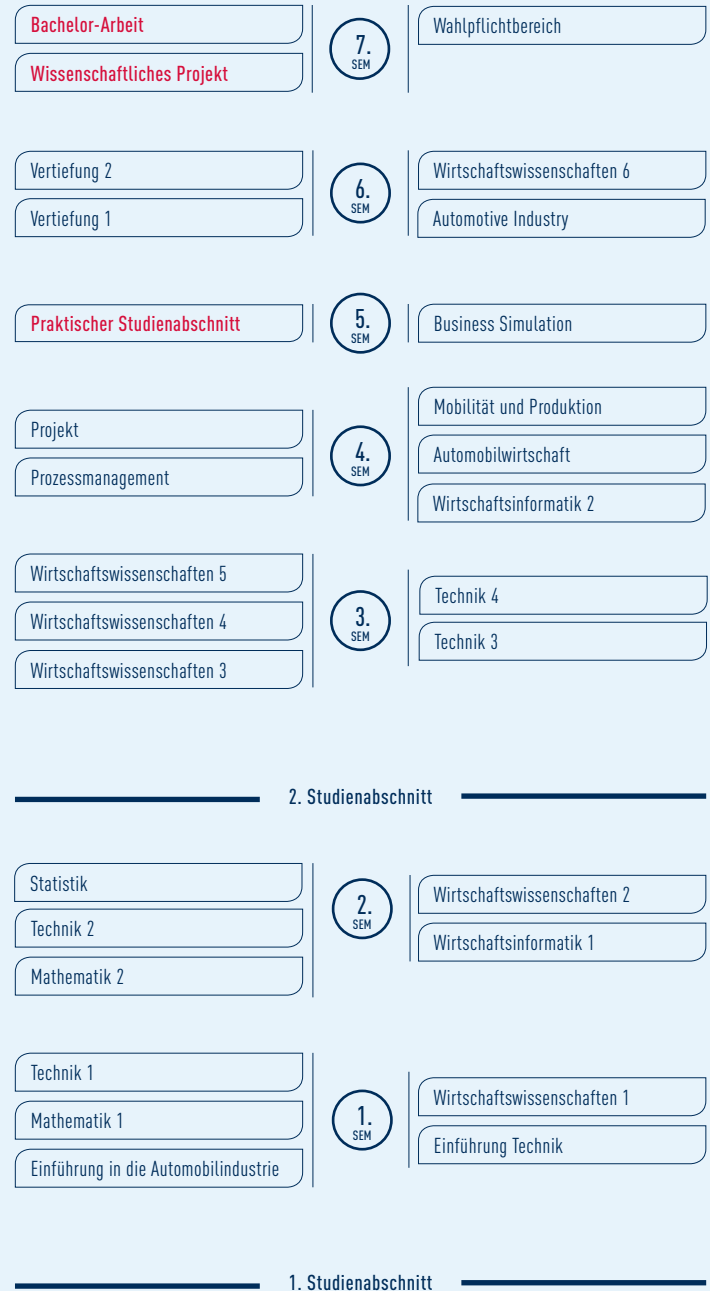 Bachelor-Arbeit
Wissenschaftliches Projekt
7.
SEM
Wahlpflichtbereich
Vertiefung 2
Vertiefung 1
6.
SEM
Wirtschaftswissenschaften 6
Automotive Industry
Praktischer Studienabschnitt
5.
SEM
Business Simulation
Projekt
Prozessmanagement
4.
SEM
Mobilität und Produktion
Automobilwirtschaft
Wirtschaftsinformatik 2
Wirtschaftswissenschaften 5
Wirtschaftswissenschaften 4
Wirtschaftswissenschaften 3
3.
SEM
Technik 4
Technik 3
2. Studienabschnitt
Statistik
Technik 2
Mathematik 2
2.
SEM
Wirtschaftswissenschaften 2
Wirtschaftsinformatik 1
Technik 1
Mathematik 1
Einführung in die Automobilindustrie
1.
SEM
Wirtschaftswissenschaften 1
Einführung Technik
1. Studienabschnitt